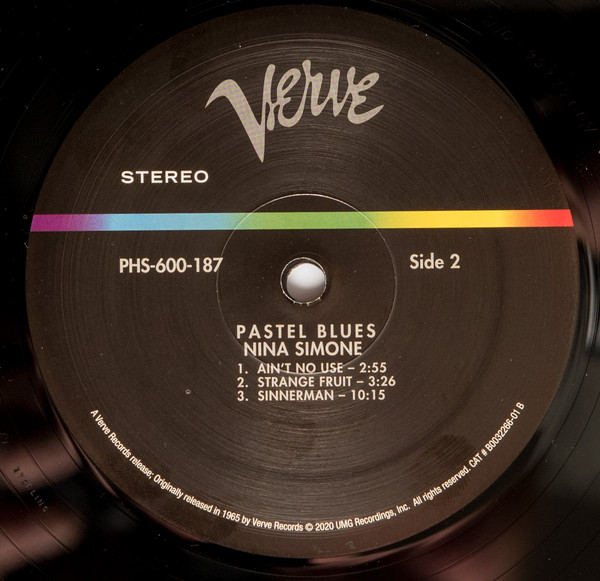 Verve
STEREO
PHS-600-187
Side 2
PASTEL BLUES
NINA SIMONE
1. AIN'T NO USE – 2:55
2. STRANGE FRUIT – 3:26
3. SINNERMAN – 10:15
A Verve Records release; Originally released in 1965 by Verve Records © 2020 UMG Recordings, Inc. All rights reserved. CAT # B0032266-01 B
STERLING